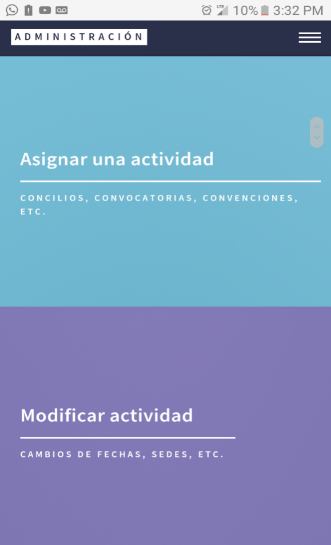 10% 3:32 PM
ADMINISTRACIÓN
Asignar una actividad
CONCILIOS, CONVOCATORIAS, CONVENCIONES,
ETC.
Modificar actividad
CAMBIOS DE FECHAS, SEDES, ETC.